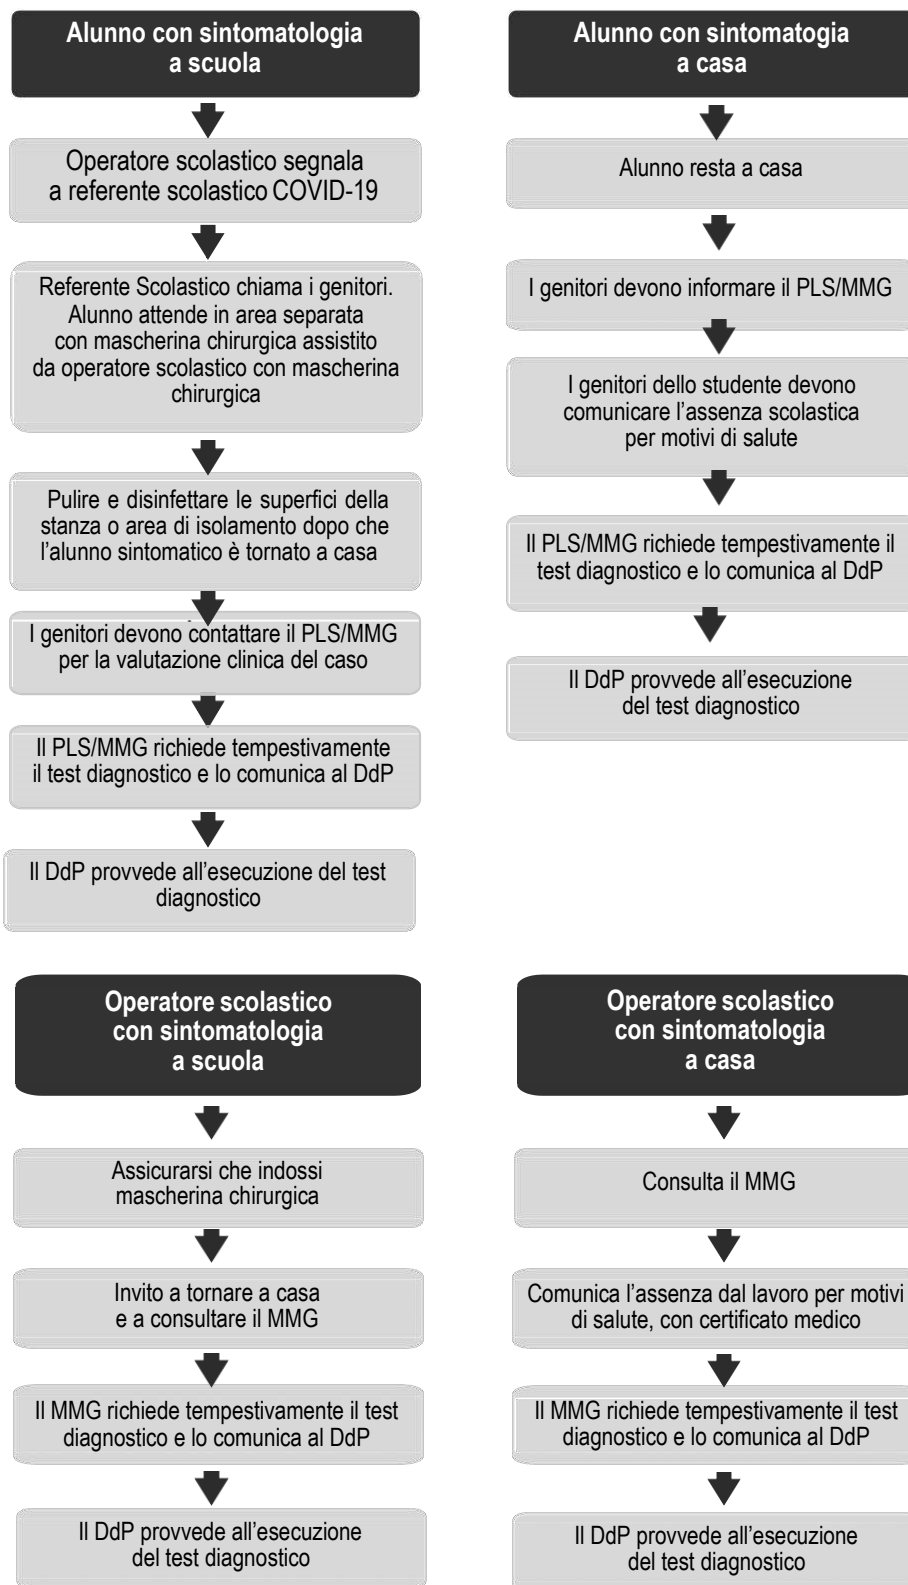 Alunno con sintomatologia
a scuola
Operatore scolastico segnala
a referente scolastico COVID-19
Referente Scolastico chiama i genitori.
Alunno attende in area separata
con mascherina chirurgica assistito
da operatore scolastico con mascherina
chirurgica
Pulire e disinfettare le superfici della
stanza o area di isolamento dopo che
l’alunno sintomatico è tornato a casa
I genitori devono contattare il PLS/MMG
per la valutazione clinica del caso
Il PLS/MMG richiede tempestivamente
il test diagnostico e lo comunica al DdP
Il DdP provvede all’esecuzione del test
diagnostico
Alunno con sintomatogia
a casa
Alunno resta a casa
I genitori devono informare il PLS/MMG
I genitori dello studente devono
comunicare l’assenza scolastica
per motivi di salute
Il PLS/MMG richiede tempestivamente il
test diagnostico e lo comunica al DdP
Il DdP provvede all’esecuzione
del test diagnostico
Operatore scolastico
con sintomatologia
a scuola
Assicurarsi che indossi
mascherina chirurgica
Invito a tornare a casa
e a consultare il MMG
Il MMG richiede tempestivamente il test
diagnostico e lo comunica al DdP
Il DdP provvede all’esecuzione
del test diagnostico
Operatore scolastico
con sintomatologia
a casa
Consulta il MMG
Comunica l’assenza dal lavoro per motivi
di salute, con certificato medico
Il MMG richiede tempestivamente il test
diagnostico e lo comunica al DdP
Il DdP provvede all’esecuzione
del test diagnostico